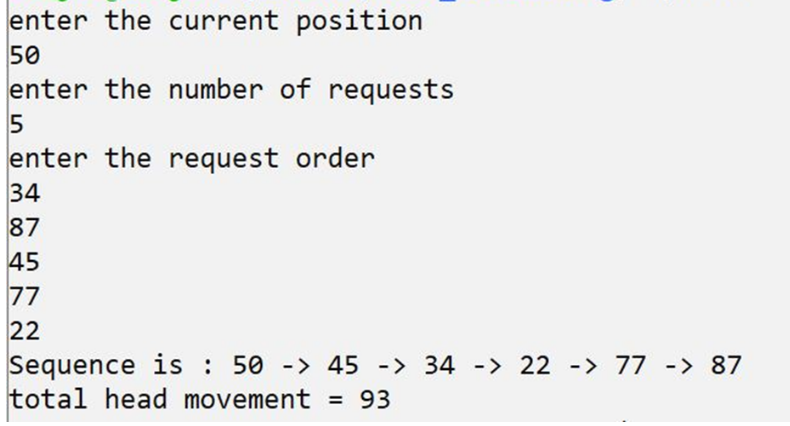 enter the current position
50
enter the number of requests
5
enter the request order
34
87
45
77
22
Sequence is : 50 -> 45 -> 34 -> 22 -> 77 -> 87
total head movement = 93